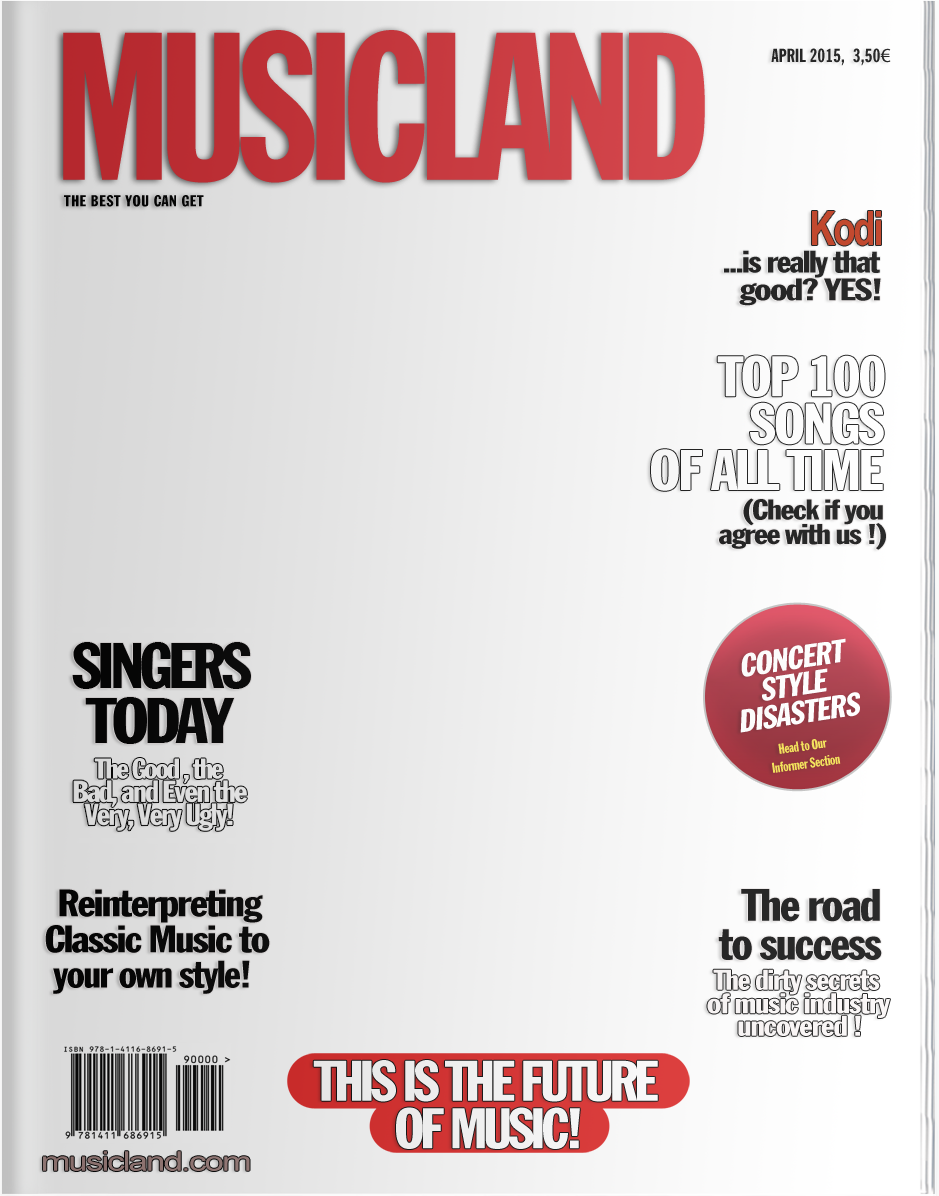 MUSICLAND
APRIL 2015, 3,50€
THE BEST YOU CAN GET
Kodi
...is really that
good? YES!
TOP 100
SONGS
OF ALL TIME
(Check if you
agree with us !)
SINGERS
TODAY
The Good , the
Bad, and Even the
Very, Very Ugly!
CONCERT
STYLE
DISASTERS
Head to Our
Informer Section
Reinterpreting
Classic Music to
your own style!
The road
to success
The dirty secrets
of music industry
uncovered !
ISBN 978-1-4116-8691-5
90000 >
9 781411 686915
musicland.com
THIS IS THE FUTURE
OF MUSIC!